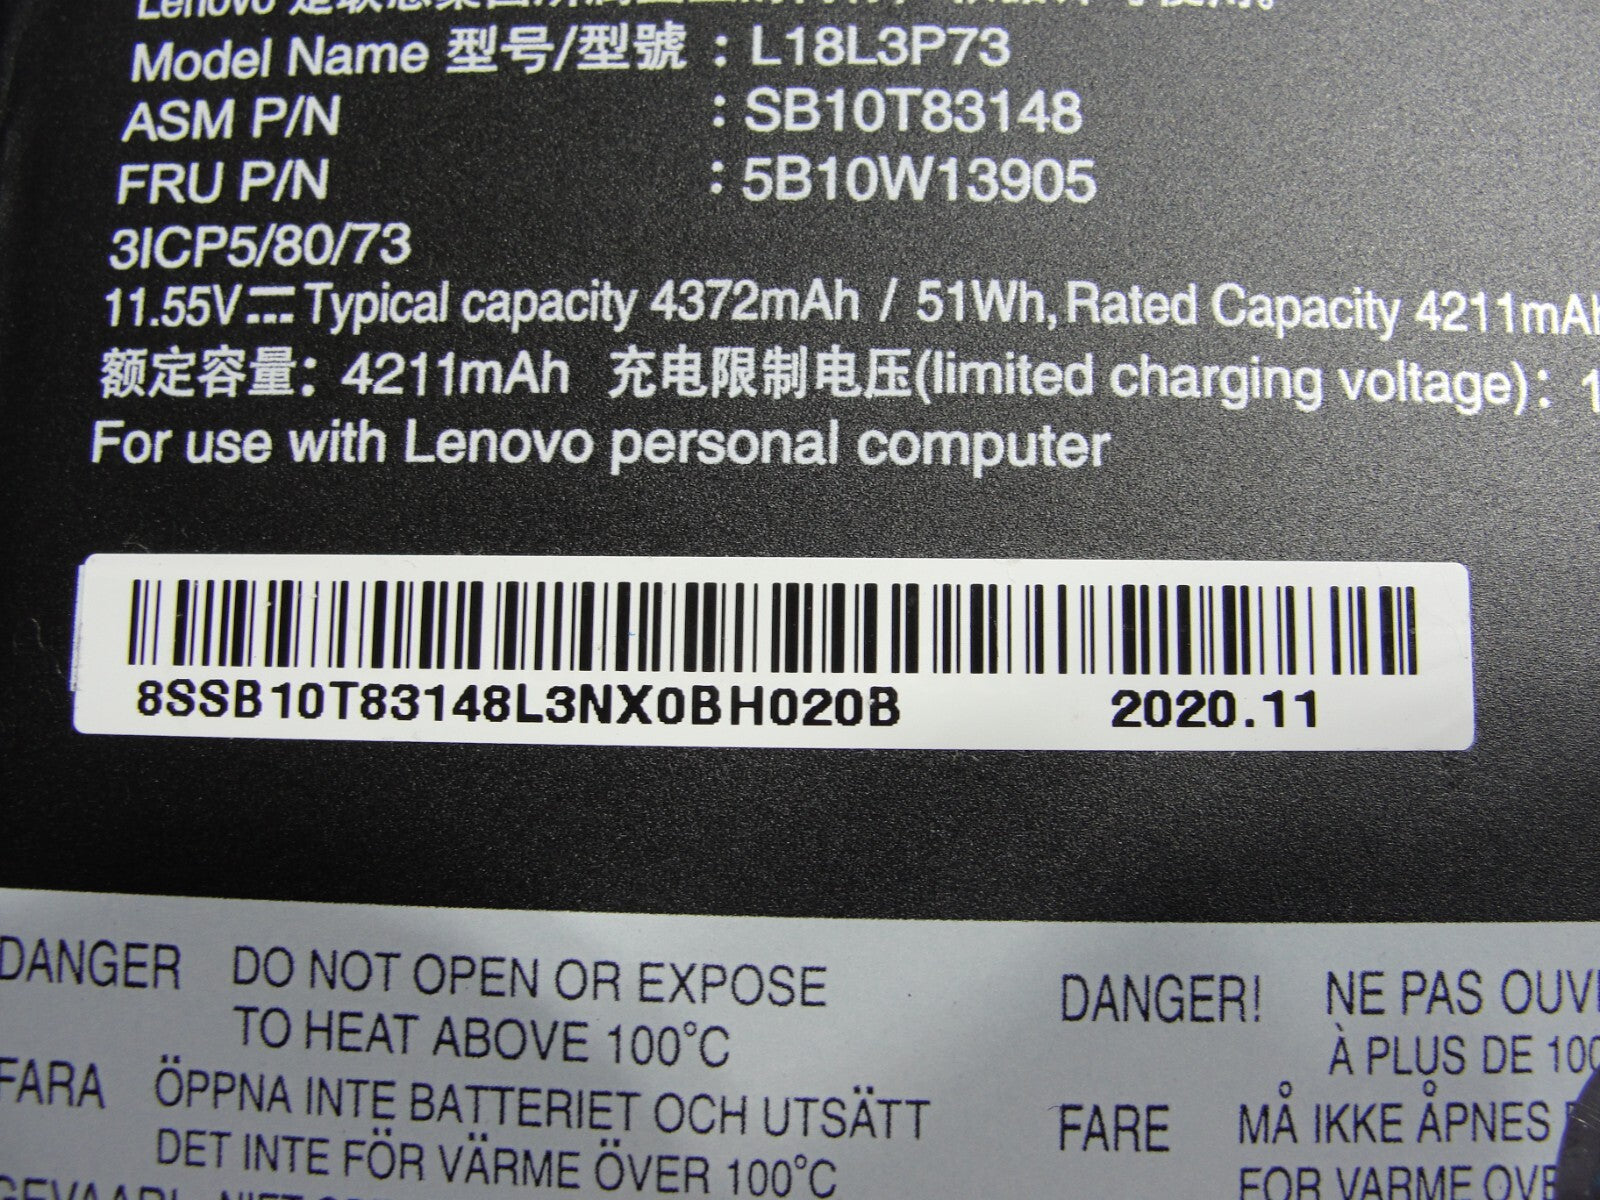 Lenovo
Model Name 型号/型號 : L18L3P73
ASM P/N : SB10T83148
FRU P/N : 5B10W13905
3ICP5/80/73
11.55V⎓Typical capacity 4372mAh / 51Wh, Rated Capacity 4211mAh
额定容量: 4211mAh 充电限制电压(limited charging voltage): 1
For use with Lenovo personal computer
8SSB10T83148L3NX0BH020B 2020.11
DANGER DO NOT OPEN OR EXPOSE
TO HEAT ABOVE 100°C
DANGER! NE PAS OUV
À PLUS DE 100
FARA ÖPPNA INTE BATTERIET OCH UTSÄTT
DET INTE FÖR VÄRME ÖVER 100°C
FARE MÅ IKKE ÅPNES
FOR VARME OVE